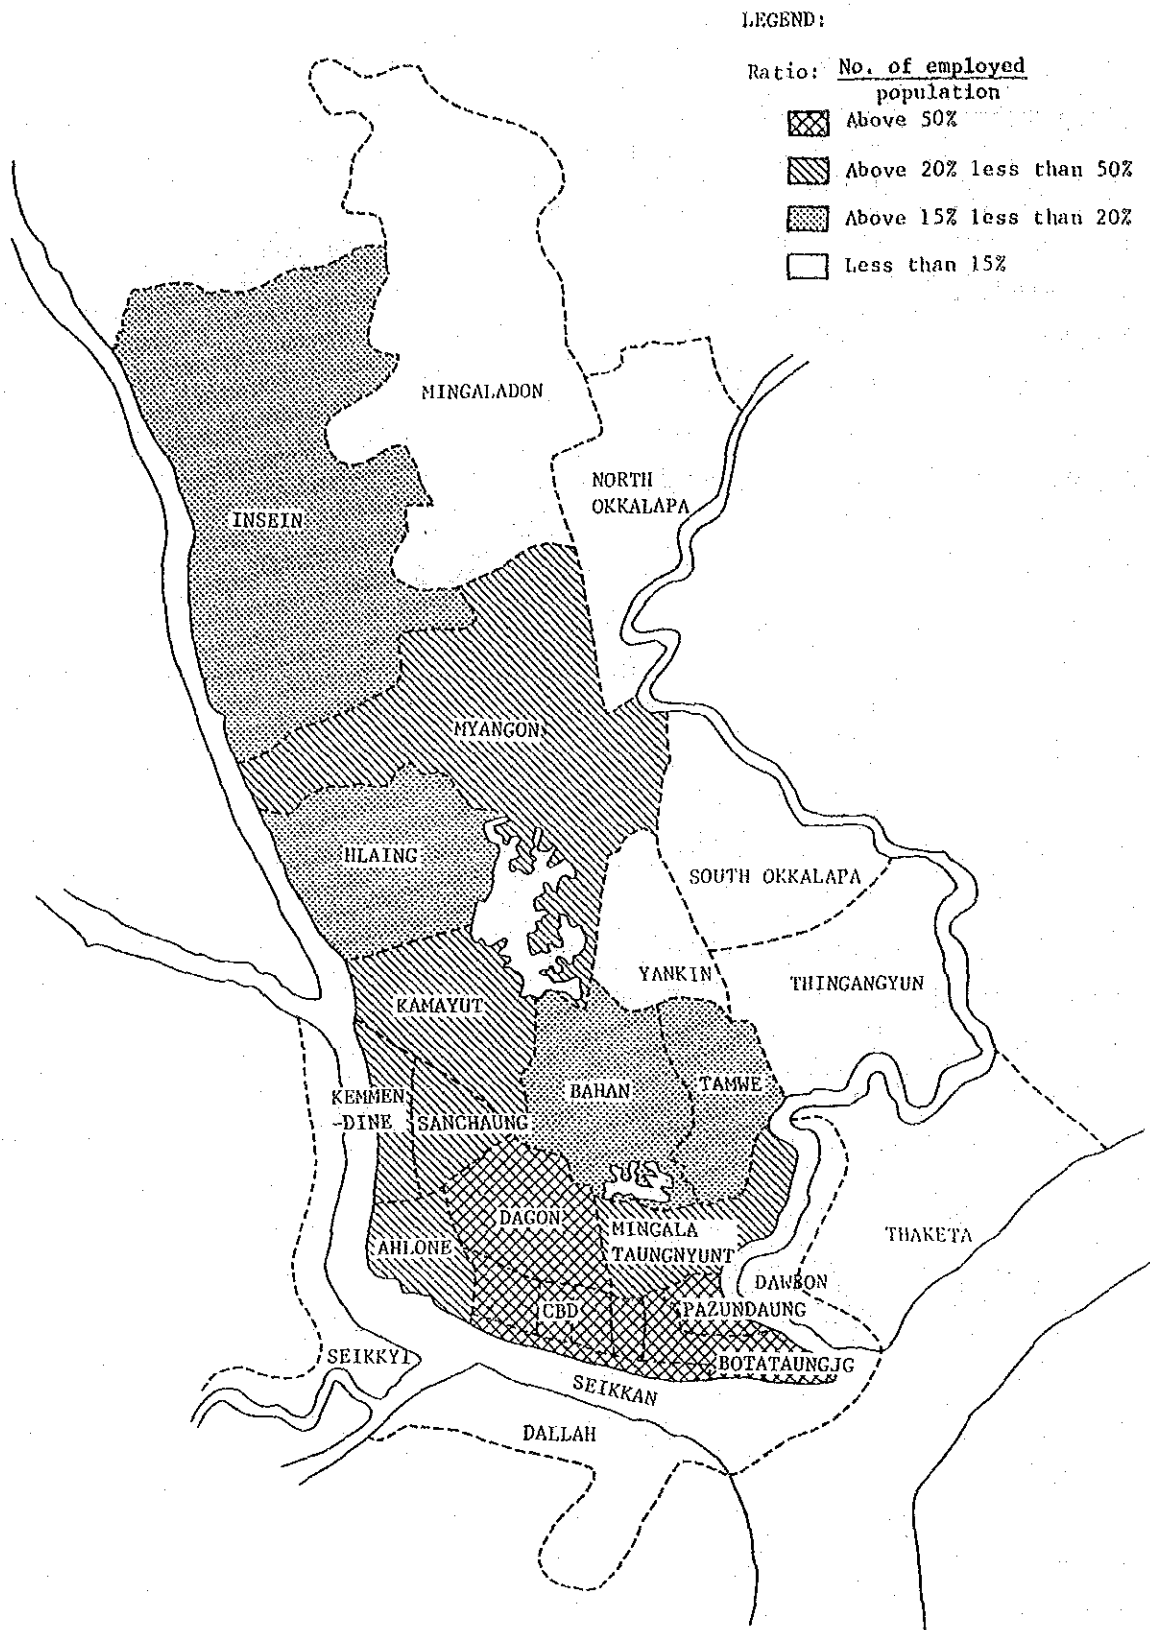 LEGEND:
Ratio: No. of employed
population
Above 50%
Above 20% less than 50%
Above 15% less than 20%
Less than 15%
MINGALADON
NORTH
OKKALAPA
INSEIN
MYANGON
HLAING
SOUTH OKKALAPA
YANKIN
THINGANGYUN
KAMAYUT
BAHAN
TAMWE
KEMMEN
-DINE
SANCHAUNG
DAGON
MINGALA
TAUNGNYUNT
THAKETA
AHLONE
DAWBON
CBD
PAZUNDAUNG
SEIKKYI
BOTATAUNGJG
SEIKKAN
DALLAH